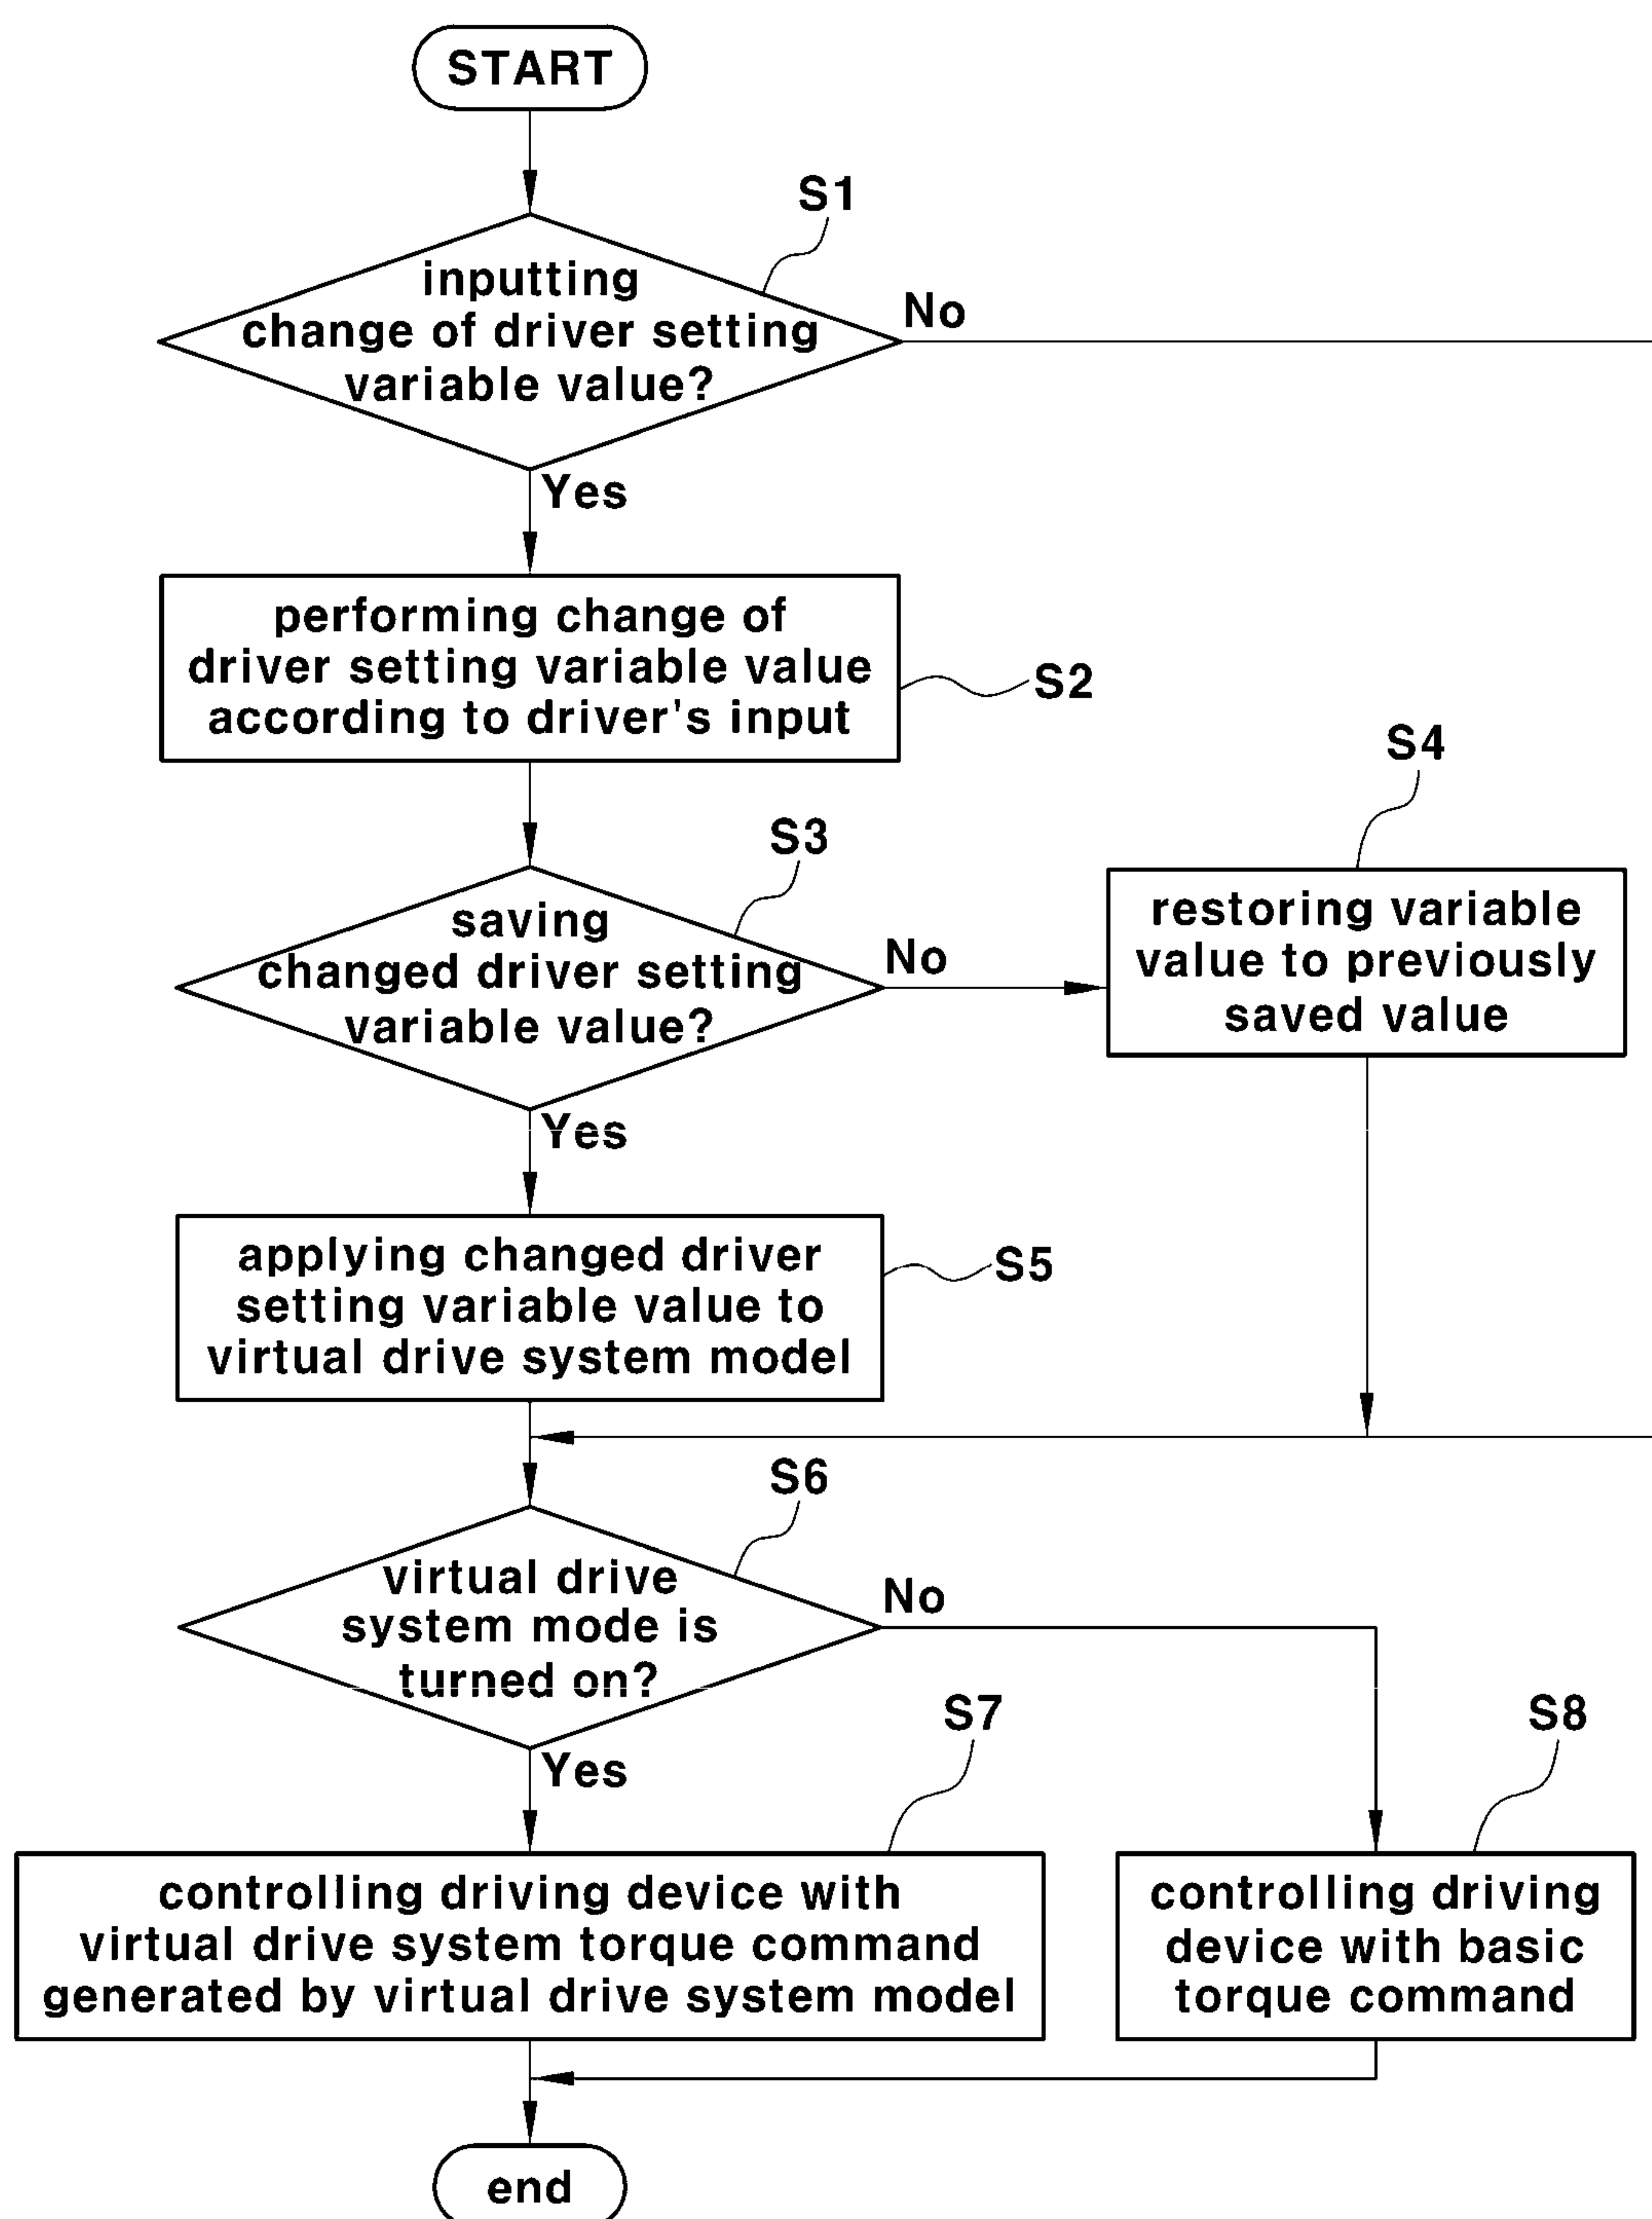 START
S1
inputting
change of driver setting
variable value?
No
Yes
performing change of
driver setting variable value
according to driver's input
S2
S3
saving
changed driver setting
variable value?
No
S4
restoring variable
value to previously
saved value
Yes
applying changed driver
setting variable value to
virtual drive system model
S5
S6
virtual drive
system mode is
turned on?
No
Yes
S7
controlling driving device with
virtual drive system torque command
generated by virtual drive system model
S8
controlling driving
device with basic
torque command
end